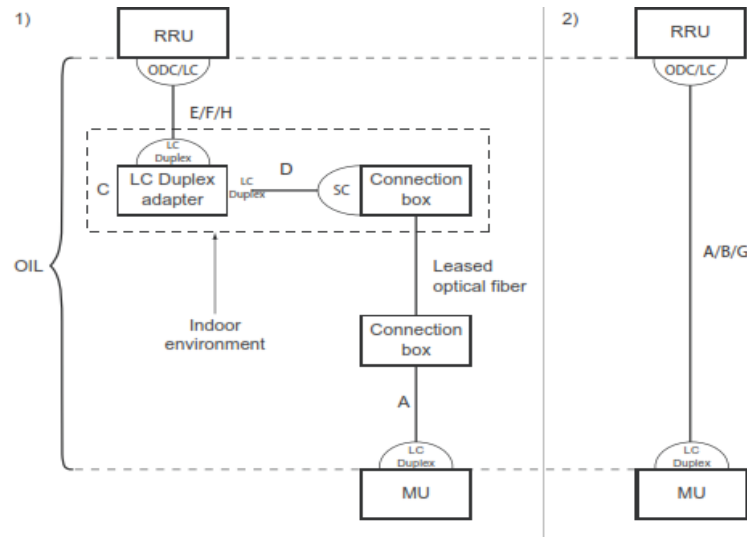 1)
RRU
ODC/LC
E/F/H
LC
Duplex
C
LC Duplex
adapter
LC
Duplex
D
SC
Connection
box
OIL
Leased
optical fiber
Indoor
environment
Connection
box
A
LC
Duplex
MU
2)
RRU
ODC/LC
A/B/G
LC
Duplex
MU